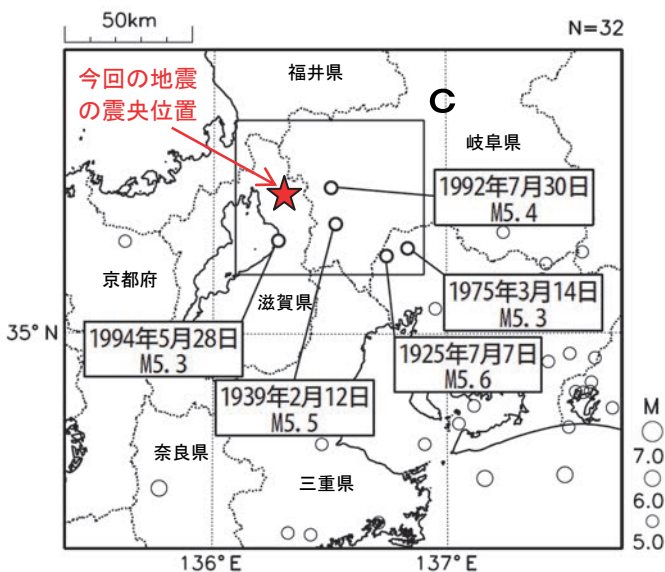 50km
N=32
今回の地震
の震央位置
福井県
C
岐阜県
1992年7月30日
M5.4
京都府
滋賀県
1975年3月14日
M5.3
35°N
1994年5月28日
M5.3
1925年7月7日
M5.6
1939年2月12日
M5.5
奈良県
三重県
M
7.0
6.0
5.0
136°E
137°E